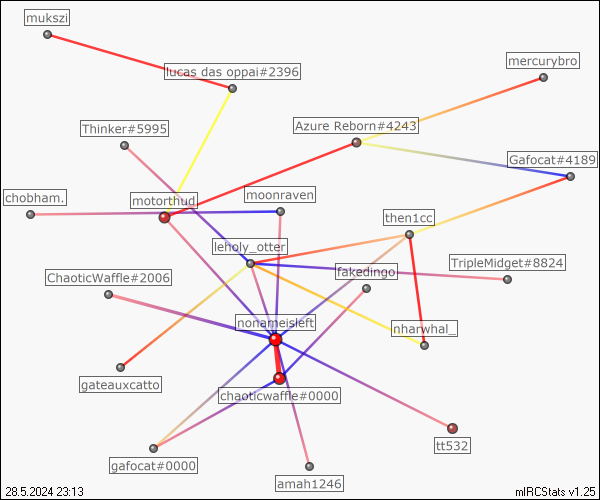 mukszi
lucas das oppai#2396
mercurybro
Thinker#5995
Azure Reborn#4243
Gafocat#4189
chobham.
motorthud
moonraven
then1cc
leholy_otter
TripleMidget#8824
ChaoticWaffle#2006
fakedingo
nonameisleft
nharwhal_
gateauxcatto
chaoticwaffle#0000
tt532
gafocat#0000
amah1246
28.5.2024 23:13
mIRCStats v1.25